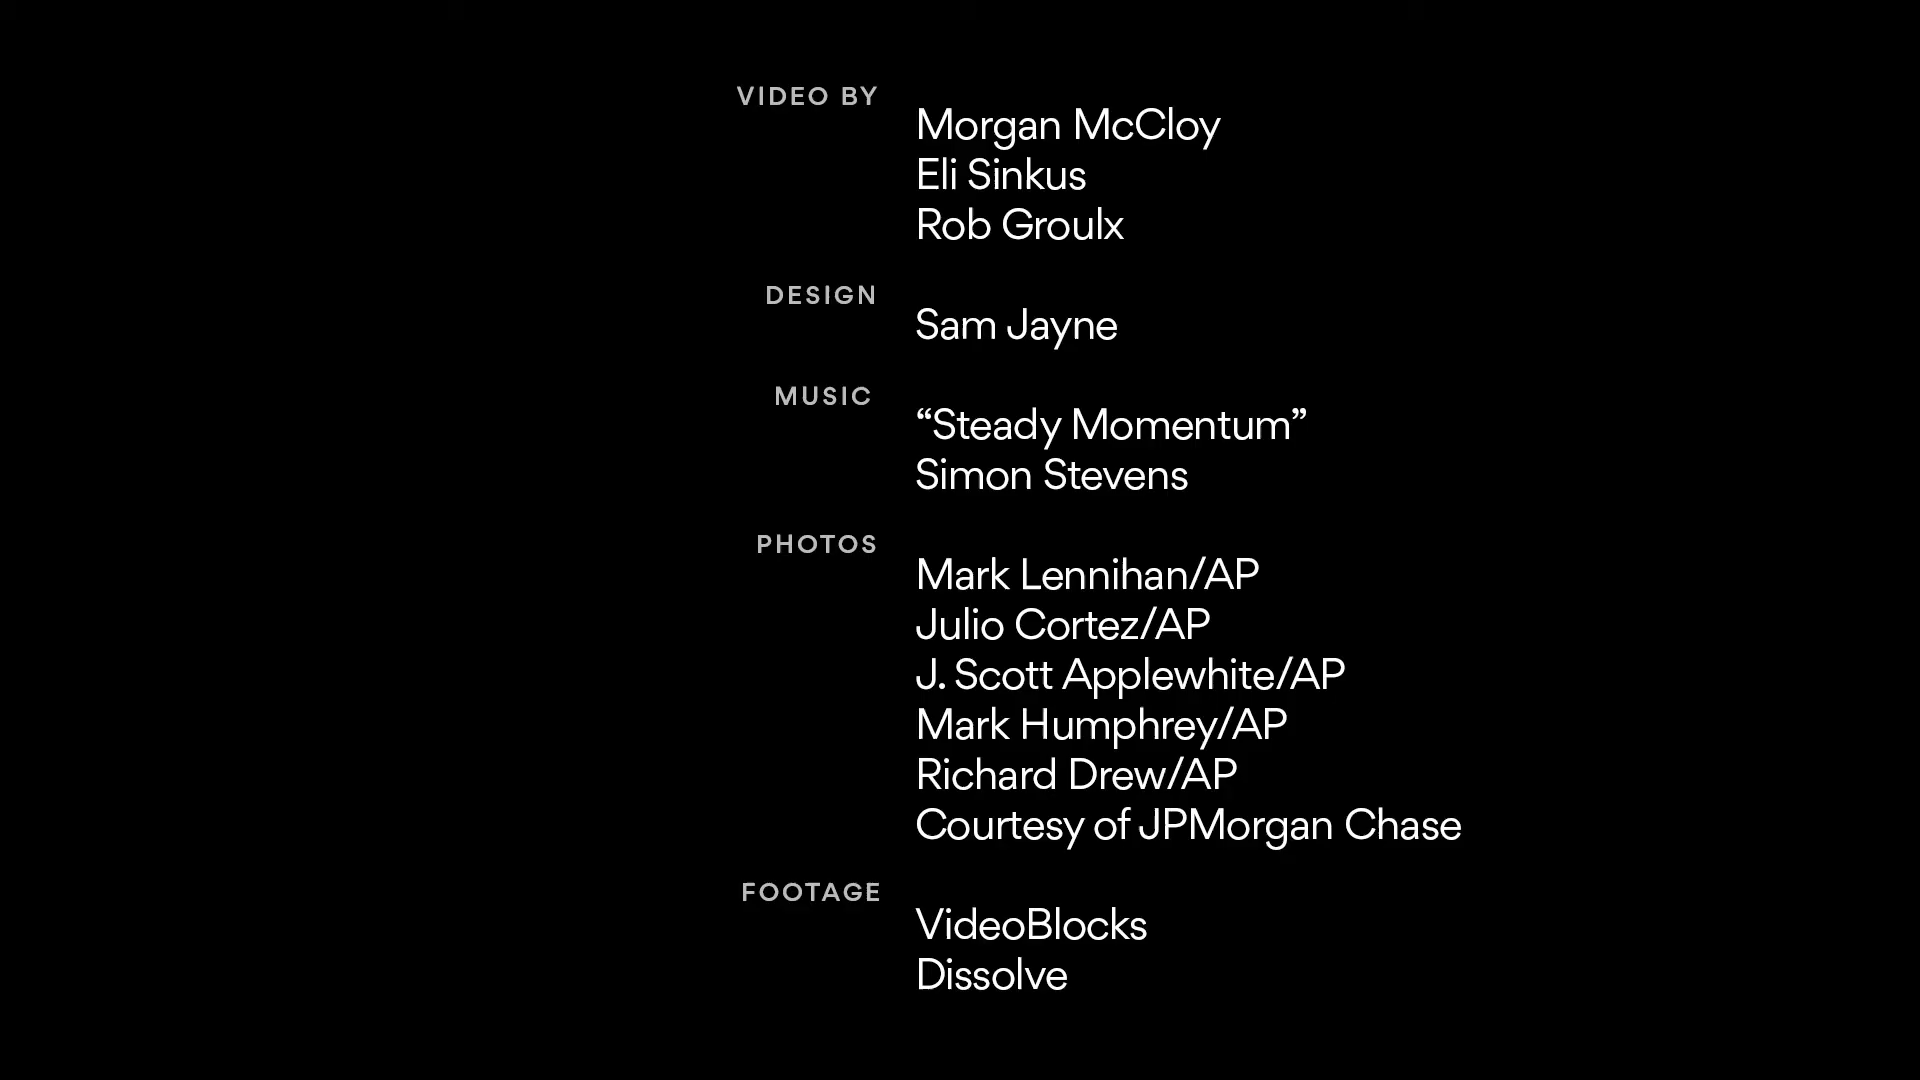 VIDEO BY
Morgan McCloy
Eli Sinkus
Rob Groulx
DESIGN
Sam Jayne
MUSIC
“Steady Momentum”
Simon Stevens
PHOTOS
Mark Lennihan/AP
Julio Cortez/AP
J. Scott Applewhite/AP
Mark Humphrey/AP
Richard Drew/AP
Courtesy of JPMorgan Chase
FOOTAGE
VideoBlocks
Dissolve